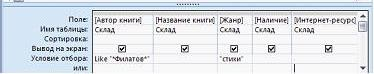 Поле: [Автор книги] [Название книги] [Жанр] [Наличие] [Интернет-ресурс]
Имя таблицы: Склад Склад Склад Склад Склад
Сортировка:
Вывод на экран:
Условие отбора: Like "*Филатов*" "стихи"
или: